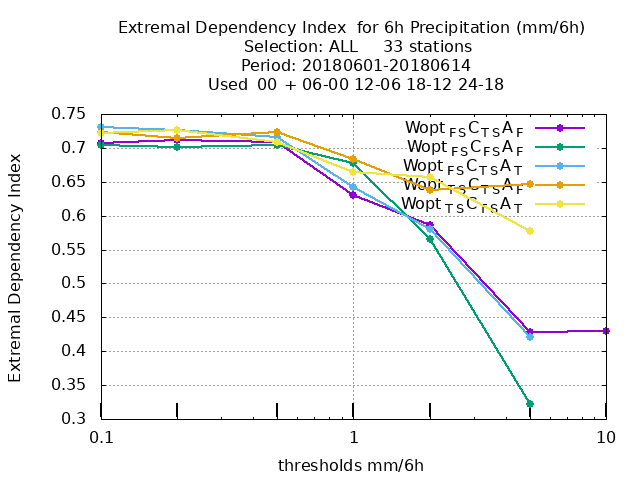 Extremal Dependency Index  for 6h Precipitation (mm/6h)
Selection: ALL     33 stations
Period: 20180601-20180614
Used  00 + 06-00 12-06 18-12 24-18
Extremal Dependency Index
0.75
0.7
0.65
0.6
0.55
0.5
0.45
0.4
0.35
0.3
Wopt FS C TS A F
Wopt FS C FS A F
Wopt FS C TS A T
Wopt TS C TS A F
Wopt TS C TS A T
0.1
1
10
thresholds mm/6h